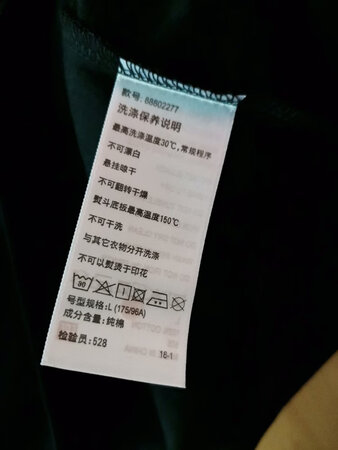 款号: 68802277
洗涤保养说明
最高洗涤温度30℃,常规程序
不可漂白
悬挂晾干
不可翻转干燥
熨斗底板最高温度150℃
不可干洗
与其它衣物分开洗涤
不可以熨烫于印花
30
号型规格:L (175/96A)
成分含量:純棉
检验员:528
18-1